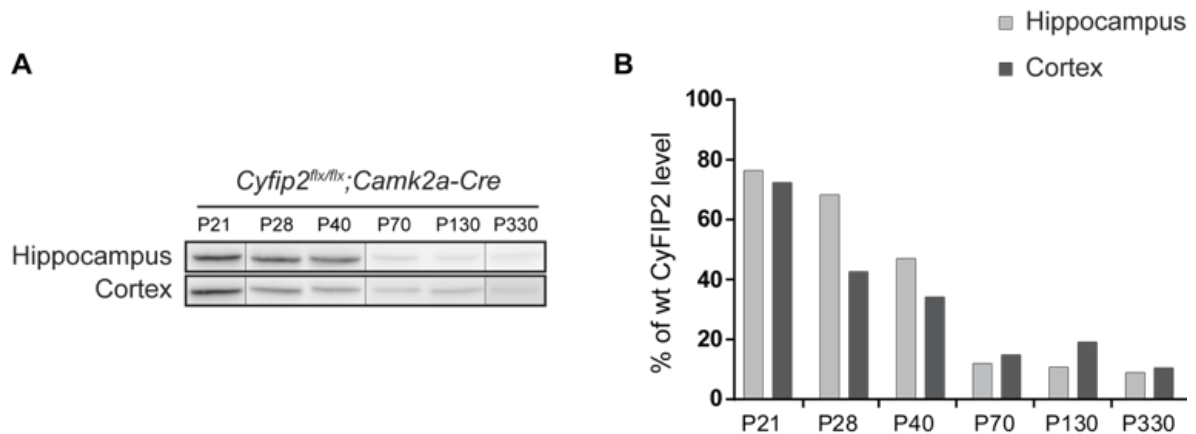 A
Cyfip2flx/flx;Camk2a-Cre
P21 P28 P40 P70 P130 P330
Hippocampus
Cortex
B
Hippocampus
Cortex
% of wt CyFIP2 level
100
80
60
40
20
0
P21 P28 P40 P70 P130 P330